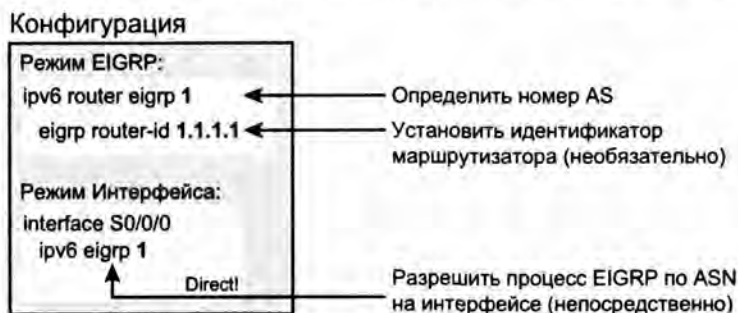 Конфигурация
Режим EIGRP:
ipv6 router eigrp 1
Определить номер AS
eigrp router-id 1.1.1.1
Установить идентификатор
маршрутизатора (необязательно)
Режим Интерфейса:
interface S0/0/0
ipv6 eigrp 1
Direct!
Разрешить процесс EIGRP по ASN
на интерфейсе (непосредственно)